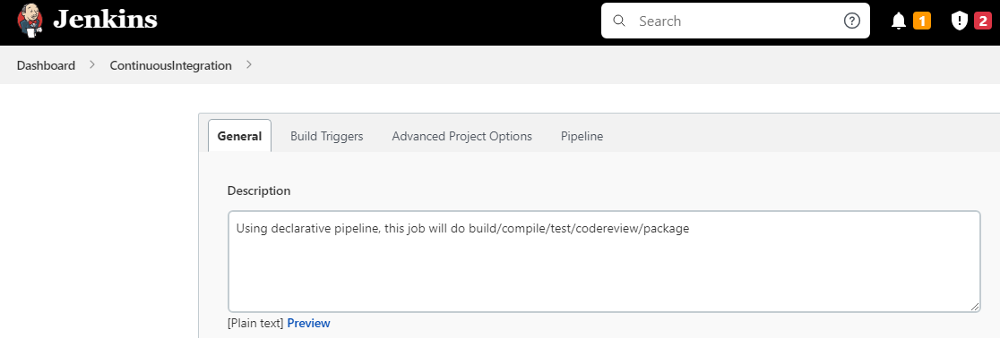 Jenkins
Search
1
2
Dashboard
ContinuousIntegration
General
Build Triggers
Advanced Project Options
Pipeline
Description
Using declarative pipeline, this job will do build/compile/test/codereview/package
[Plain text] Preview